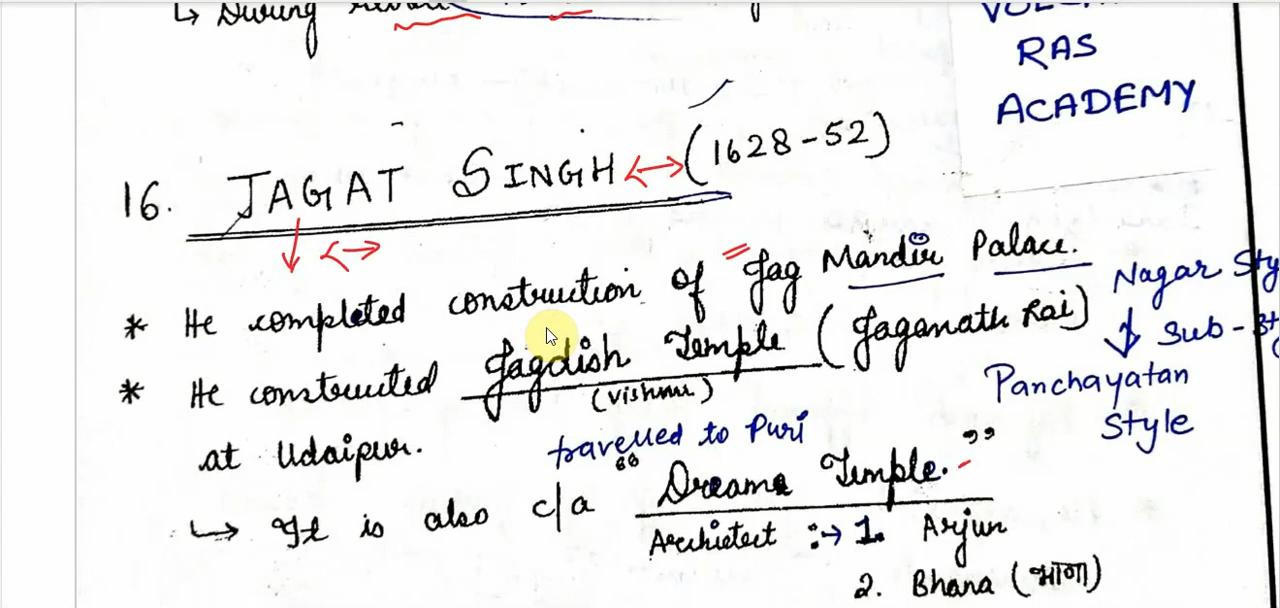 ↳ During
RAS
ACADEMY
16. JAGAT SINGH ↔ (1628-52)
* He completed construction of Jag Mandir Palace.
* He constructed Jagdish Temple (Jaganath Rai)
(Vishnu)
at Udaipur.
travelled to Puri
↳ It is also c/a "Dreams Temple."
Architect :→ 1. Arjun
2. Bhana (भाणा)
Nagar
↓ Sub-
Panchayatan
Style